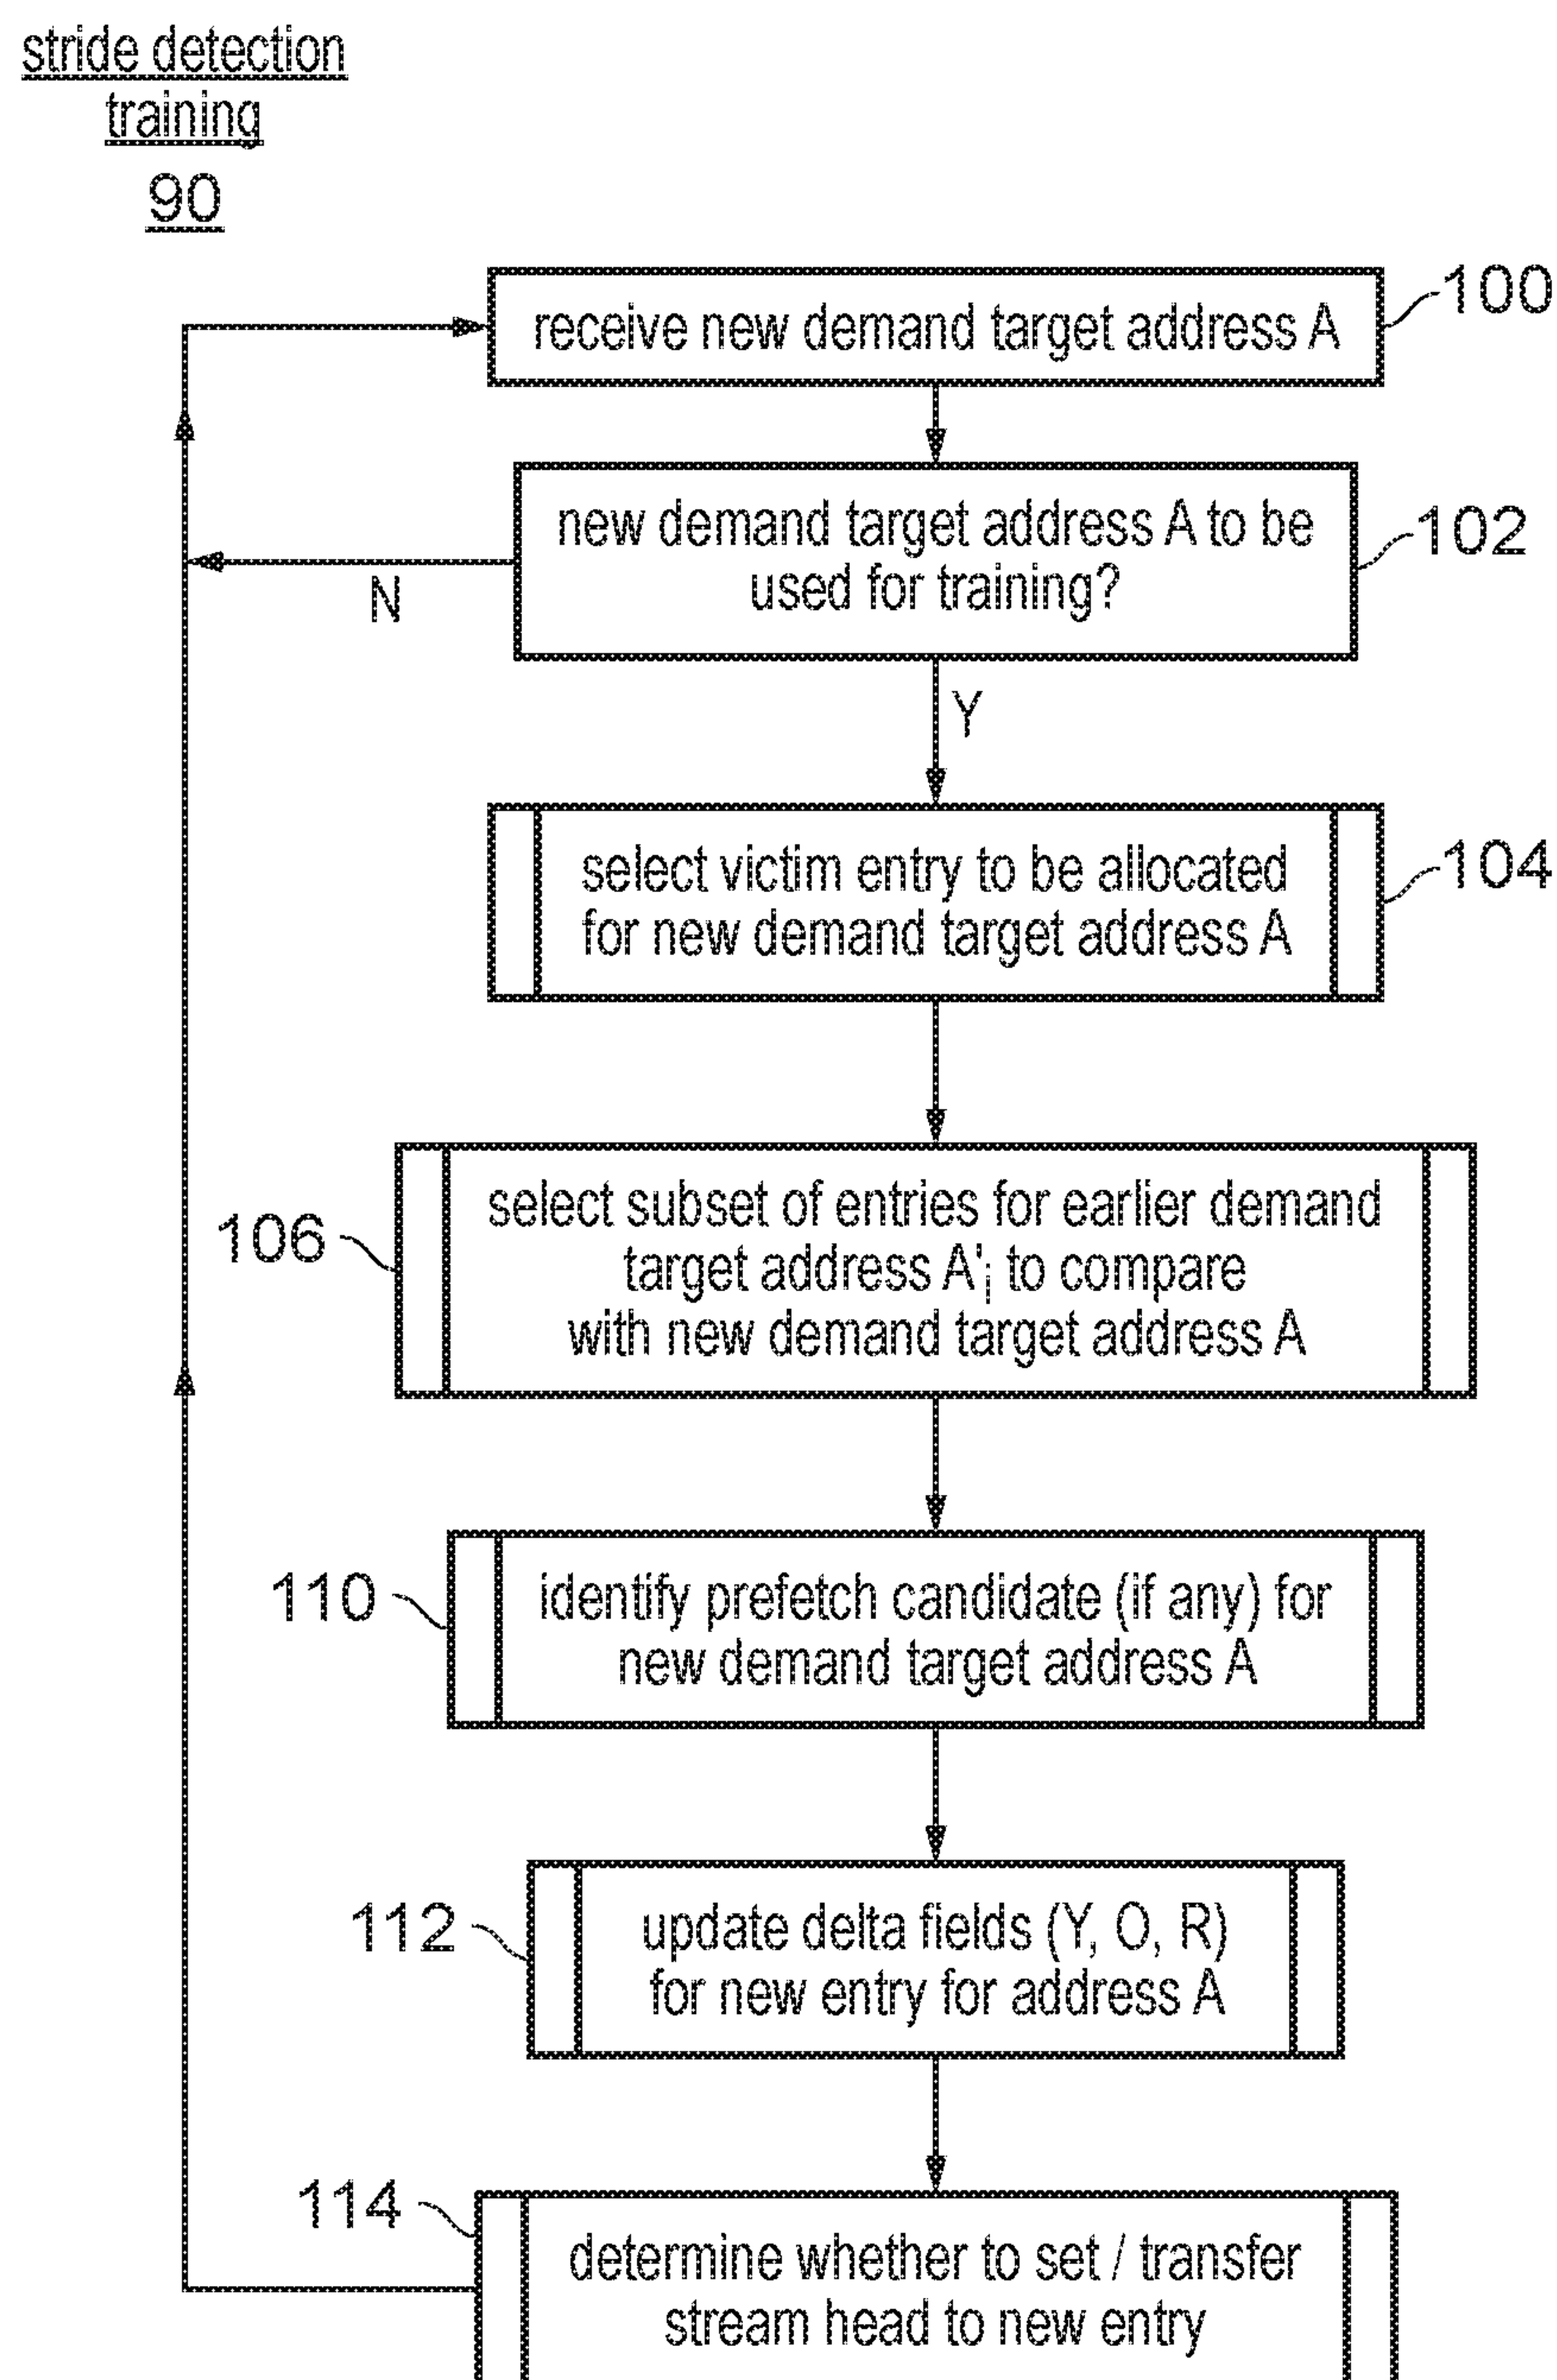 stride detection
training
90
receive new demand target address A
100
new demand target address A to be
used for training?
102
N
Y
select victim entry to be allocated
for new demand target address A
104
select subset of entries for earlier demand
target address A'i to compare
with new demand target address A
106
identify prefetch candidate (if any) for
new demand target address A
110
update delta fields (Y, O, R)
for new entry for address A
112
determine whether to set / transfer
stream head to new entry
114